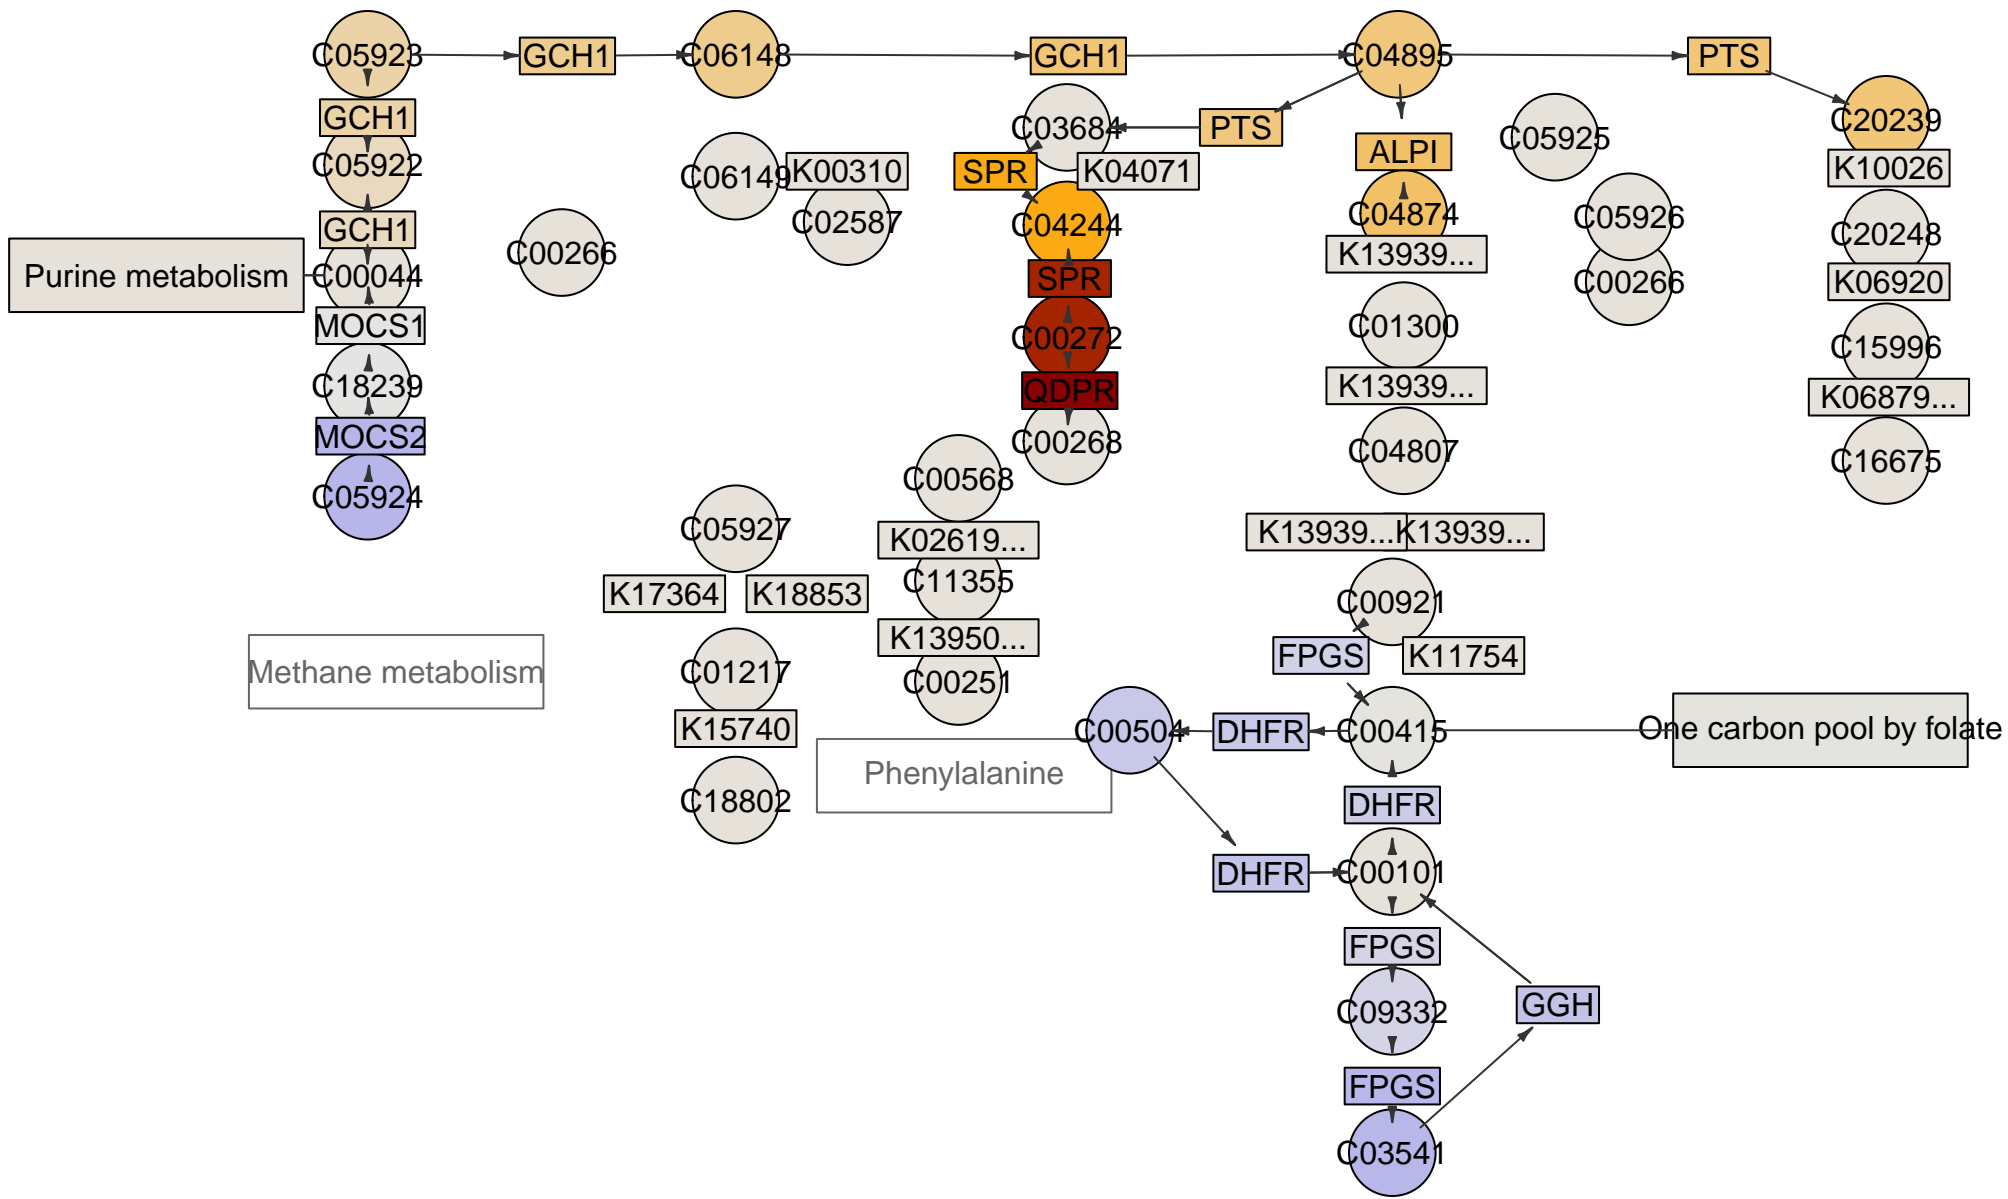 C05923
GCH1
C06148
GCH1
C04895
PTS
GCH1
C03684
PTS
C20239
C05925
ALPI
C05922
C06149
K00310
SPR
K04071
K10026
GCH1
C02587
C04244
C04874
C05926
C20248
C00266
K13939...
Purine metabolism
C00044
SPR
C00266
K06920
MOCS1
C00272
C01300
C15996
C18239
QDPR
K13939...
K06879...
MOCS2
C00268
C04807
C16675
C05924
C00568
C05927
K02619...
K13939...
K13939...
K17364
K18853
C11355
C00921
K13950...
FPGS
K11754
Methane metabolism
C01217
C00251
K15740
C00504
DHFR
C00415
One carbon pool by folate
Phenylalanine
C18802
DHFR
DHFR
C00101
FPGS
C09332
GGH
FPGS
C03541